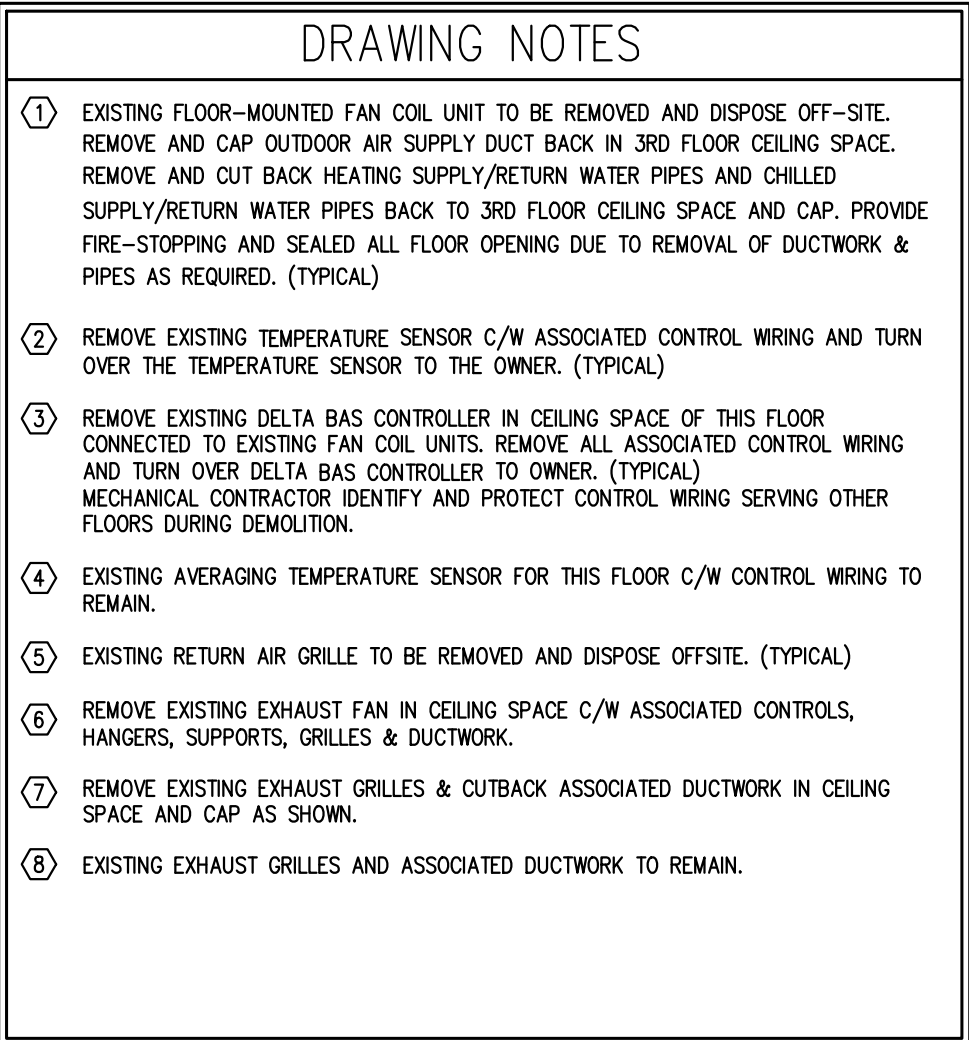 DRAWING NOTES
1 EXISTING FLOOR-MOUNTED FAN COIL UNIT TO BE REMOVED AND DISPOSE OFF-SITE.
REMOVE AND CAP OUTDOOR AIR SUPPLY DUCT BACK IN 3RD FLOOR CEILING SPACE.
REMOVE AND CUT BACK HEATING SUPPLY/RETURN WATER PIPES AND CHILLED
SUPPLY/RETURN WATER PIPES BACK TO 3RD FLOOR CEILING SPACE AND CAP. PROVIDE
FIRE-STOPPING AND SEALED ALL FLOOR OPENING DUE TO REMOVAL OF DUCTWORK &
PIPES AS REQUIRED. (TYPICAL)
2 REMOVE EXISTING TEMPERATURE SENSOR C/W ASSOCIATED CONTROL WIRING AND TURN
OVER THE TEMPERATURE SENSOR TO THE OWNER. (TYPICAL)
3 REMOVE EXISTING DELTA BAS CONTROLLER IN CEILING SPACE OF THIS FLOOR
CONNECTED TO EXISTING FAN COIL UNITS. REMOVE ALL ASSOCIATED CONTROL WIRING
AND TURN OVER DELTA BAS CONTROLLER TO OWNER. (TYPICAL)
MECHANICAL CONTRACTOR IDENTIFY AND PROTECT CONTROL WIRING SERVING OTHER
FLOORS DURING DEMOLITION.
4 EXISTING AVERAGING TEMPERATURE SENSOR FOR THIS FLOOR C/W CONTROL WIRING TO
REMAIN.
5 EXISTING RETURN AIR GRILLE TO BE REMOVED AND DISPOSE OFFSITE. (TYPICAL)
6 REMOVE EXISTING EXHAUST FAN IN CEILING SPACE C/W ASSOCIATED CONTROLS,
HANGERS, SUPPORTS, GRILLES & DUCTWORK.
7 REMOVE EXISTING EXHAUST GRILLES & CUTBACK ASSOCIATED DUCTWORK IN CEILING
SPACE AND CAP AS SHOWN.
8 EXISTING EXHAUST GRILLES AND ASSOCIATED DUCTWORK TO REMAIN.